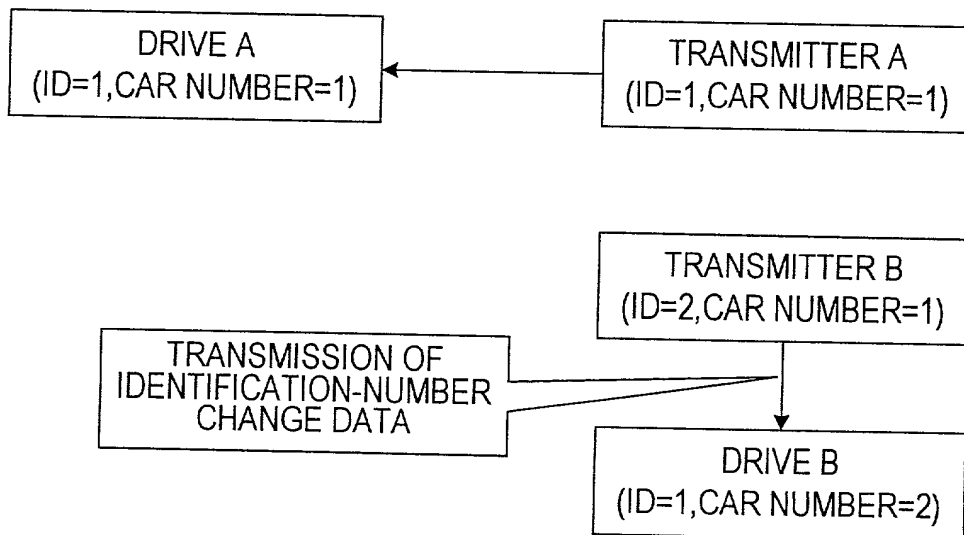 DRIVE A
(ID=1,CAR NUMBER=1)
TRANSMITTER A
(ID=1,CAR NUMBER=1)
TRANSMITTER B
(ID=2,CAR NUMBER=1)
TRANSMISSION OF
IDENTIFICATION-NUMBER
CHANGE DATA
DRIVE B
(ID=1,CAR NUMBER=2)